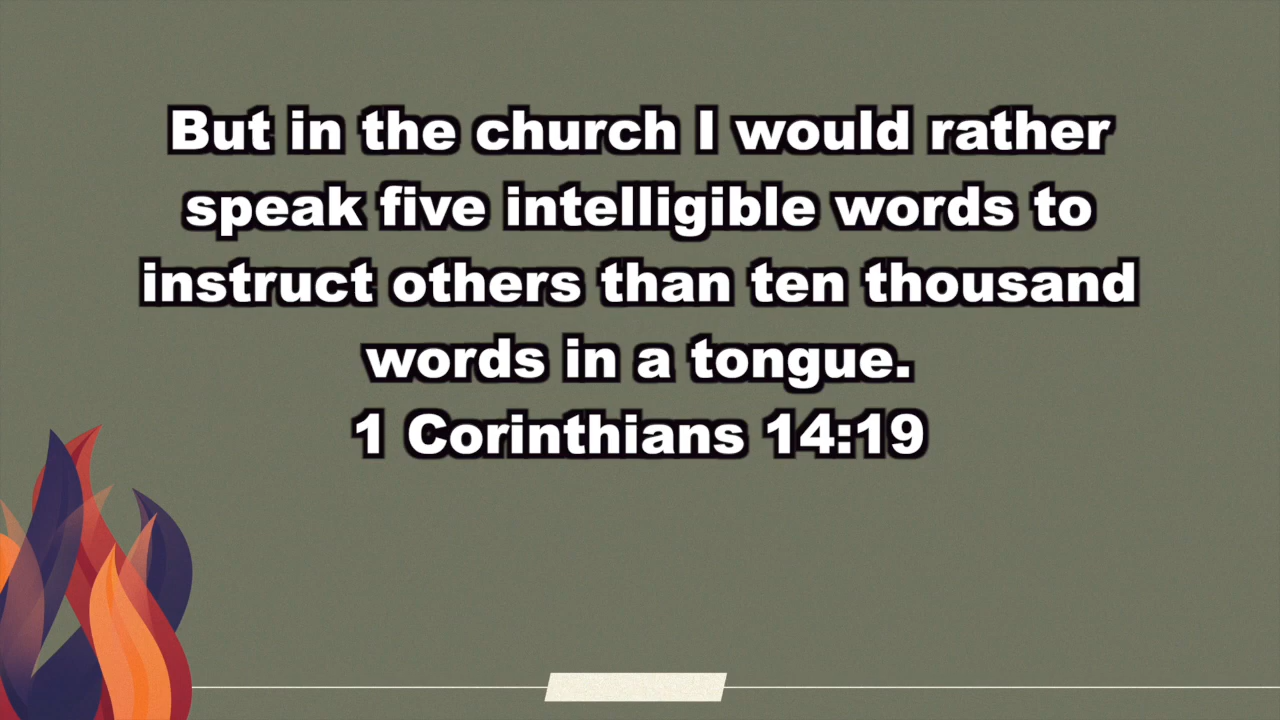 But in the church I would rather
speak five intelligible words to
instruct others than ten thousand
words in a tongue.
1 Corinthians 14:19